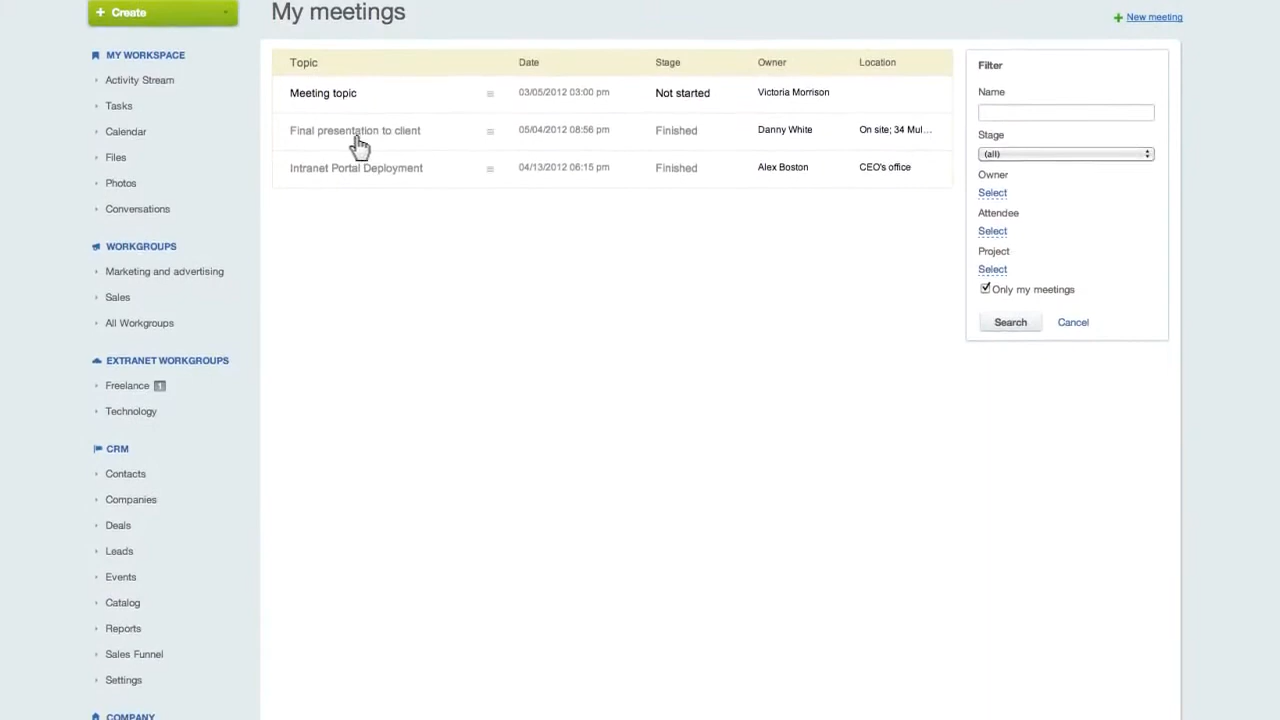 + Create
MY WORKSPACE
Activity Stream
Tasks
Calendar
Files
Photos
Conversations
WORKGROUPS
Marketing and advertising
Sales
All Workgroups
EXTRANET WORKGROUPS
Freelance 1
Technology
CRM
Contacts
Companies
Deals
Leads
Events
Catalog
Reports
Sales Funnel
Settings
COMPANY
My meetings
+ New meeting
Topic Date Stage Owner Location
Meeting topic 03/05/2012 03:00 pm Not started Victoria Morrison
Final presentation to client 05/04/2012 08:56 pm Finished Danny White On site; 34 Mul...
Intranet Portal Deployment 04/13/2012 06:15 pm Finished Alex Boston CEO's office
Filter
Name
Stage
(all)
Owner
Select
Attendee
Select
Project
Select
Only my meetings
Search Cancel